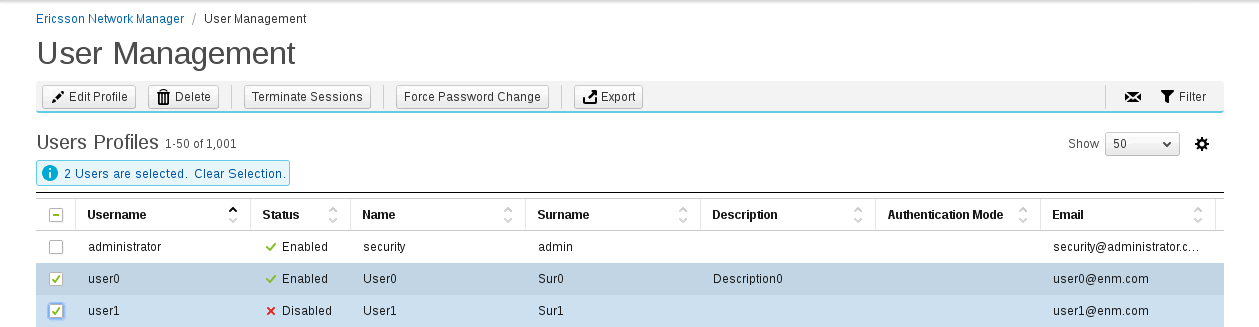 Ericsson Network Manager / User Management
User Management
Edit Profile Delete Terminate Sessions Force Password Change Export Filter
Users Profiles 1-50 of 1,001 Show 50
2 Users are selected. Clear Selection.
Username Status Name Surname Description Authentication Mode Email
administrator Enabled security admin security@administrator.c...
user0 Enabled User0 Sur0 Description0 user0@enm.com
user1 Disabled User1 Sur1 user1@enm.com